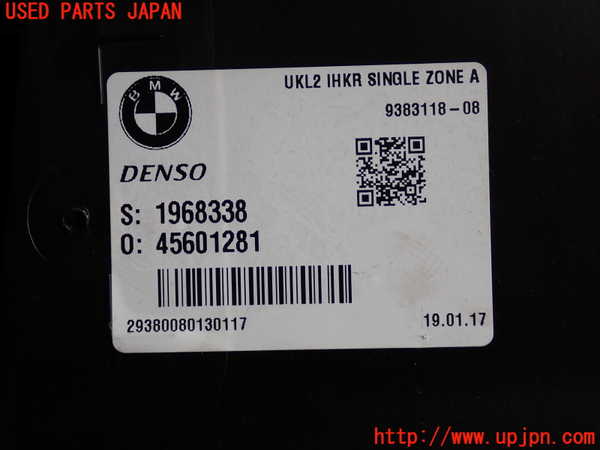 USED PARTS JAPAN
BMW
UKL2 IHKR SINGLE ZONE A
9383118-08
DENSO
S: 1968338
O: 45601281
29380080130117
19.01.17
http://www.upjpn.com/